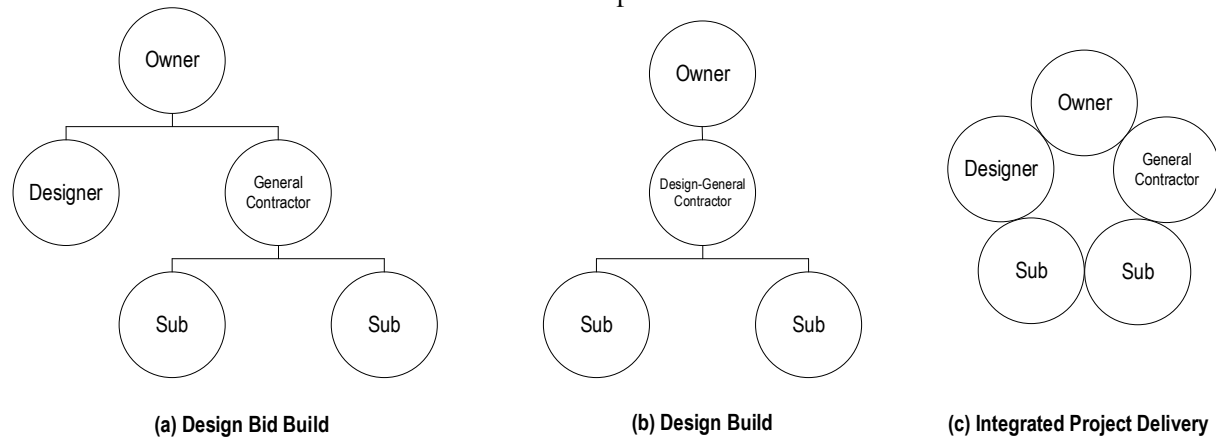 Owner
Designer
General
Contractor
Sub
Sub
(a) Design Bid Build
Owner
Design-General
Contractor
Sub
Sub
(b) Design Build
Owner
Designer
General
Contractor
Sub
Sub
(c) Integrated Project Delivery